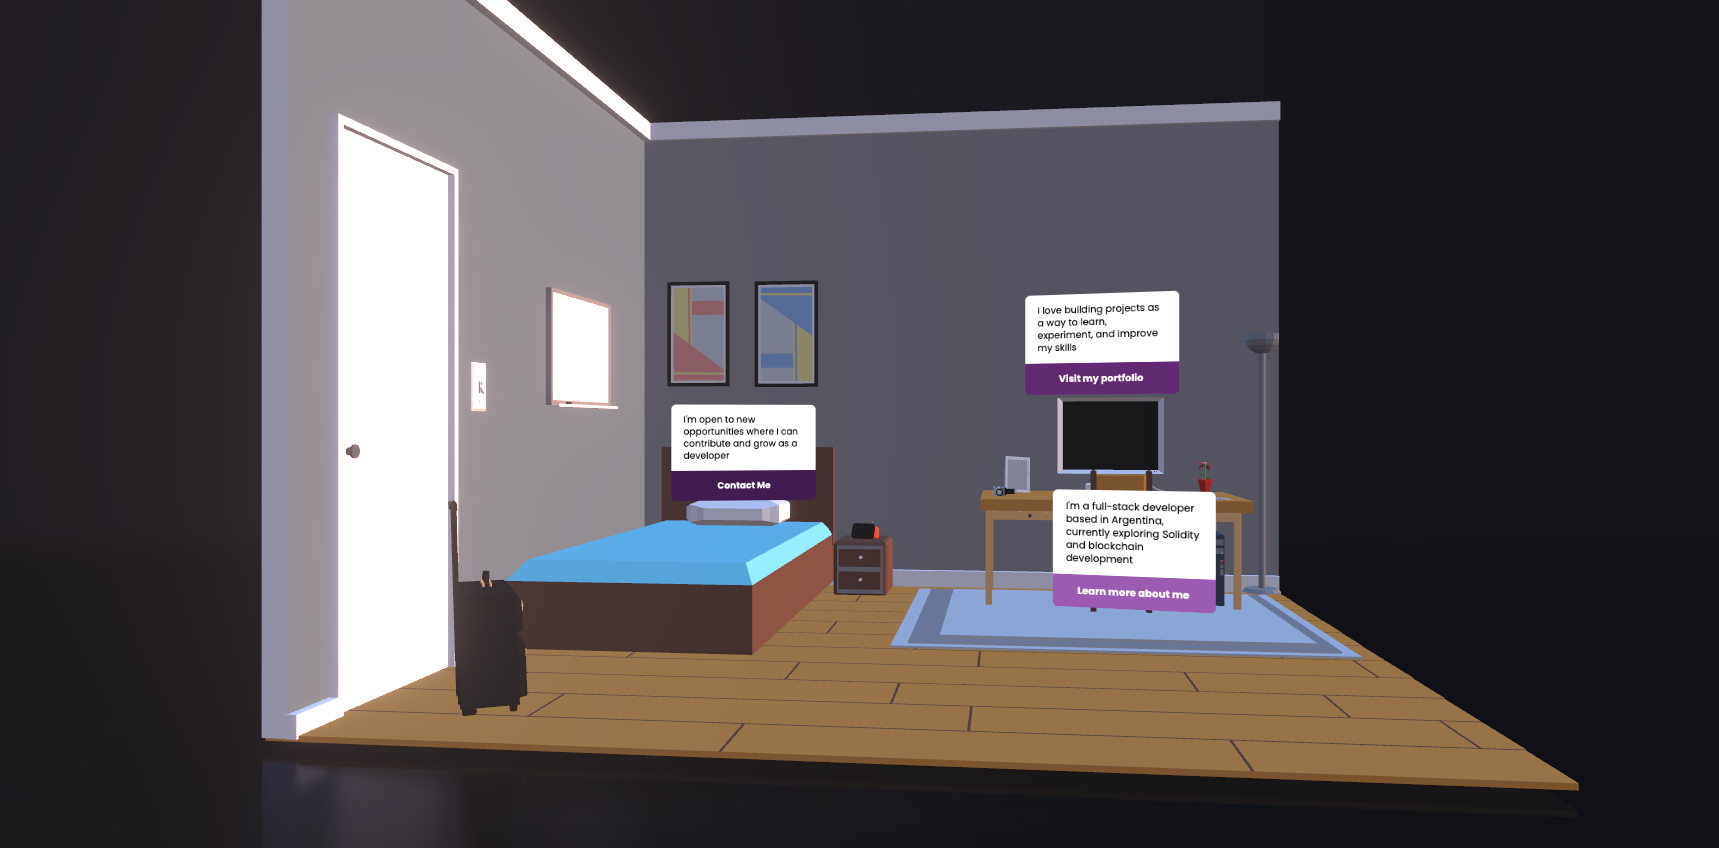 I'm open to new
opportunities where I can
contribute and grow as a
developer
Contact Me
I love building projects as
a way to learn,
experiment, and improve
my skills
Visit my portfolio
I'm a full-stack developer
based in Argentina,
currently exploring Solidity
and blockchain
development
Learn more about me